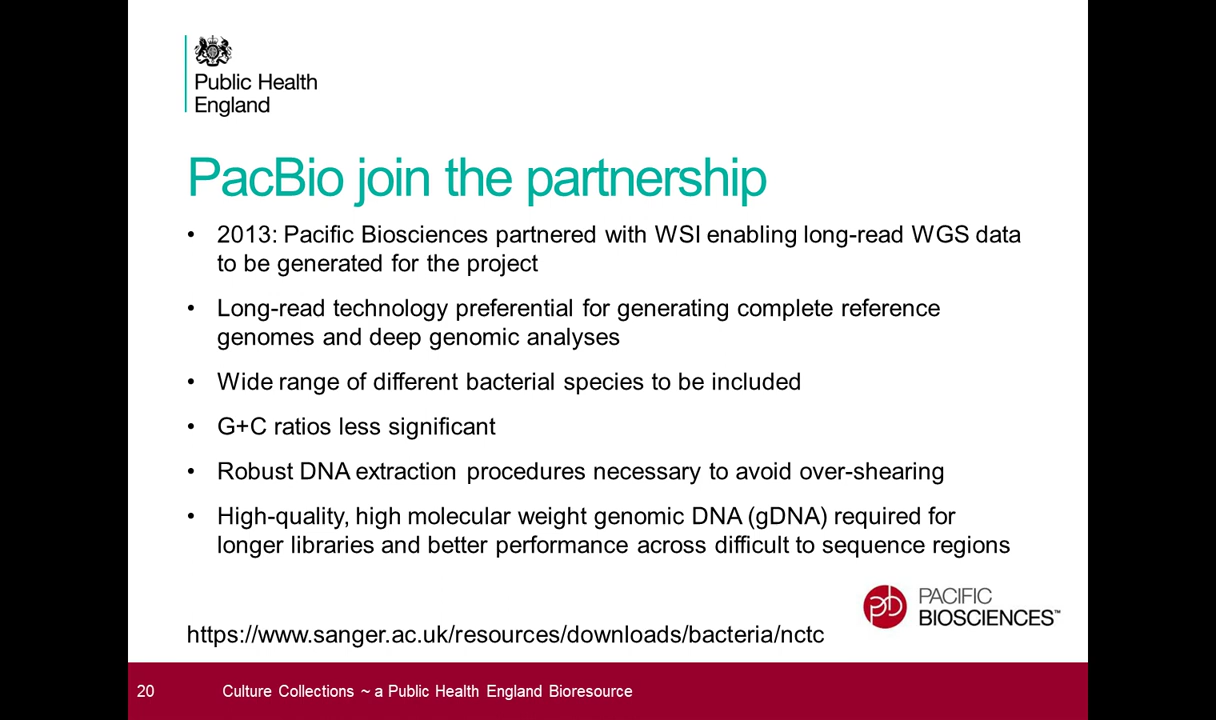 Public Health
England
PacBio join the partnership
• 2013: Pacific Biosciences partnered with WSI enabling long-read WGS data
to be generated for the project
• Long-read technology preferential for generating complete reference
genomes and deep genomic analyses
• Wide range of different bacterial species to be included
• G+C ratios less significant
• Robust DNA extraction procedures necessary to avoid over-shearing
• High-quality, high molecular weight genomic DNA (gDNA) required for
longer libraries and better performance across difficult to sequence regions
PACIFIC
BIOSCIENCES™
https://www.sanger.ac.uk/resources/downloads/bacteria/nctc
20 Culture Collections ~ a Public Health England Bioresource